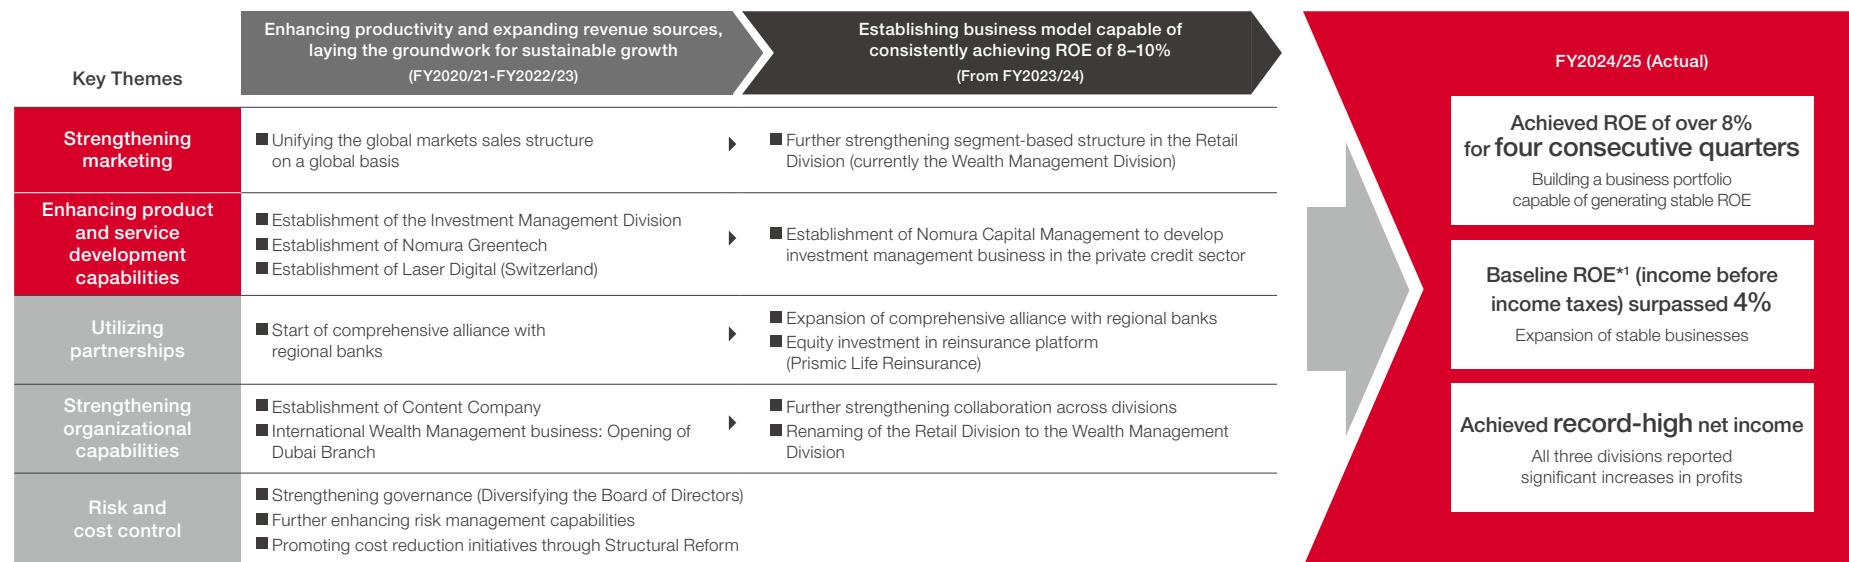 Key Themes
Enhancing productivity and expanding revenue sources,
laying the groundwork for sustainable growth
(FY2020/21-FY2022/23)
Establishing business model capable of
consistently achieving ROE of 8–10%
(From FY2023/24)
Strengthening
marketing
■ Unifying the global markets sales structure
on a global basis
■ Further strengthening segment-based structure in the Retail
Division (currently the Wealth Management Division)
Enhancing product
and service
development
capabilities
■ Establishment of the Investment Management Division
■ Establishment of Nomura Greentech
■ Establishment of Laser Digital (Switzerland)
■ Establishment of Nomura Capital Management to develop
investment management business in the private credit sector
Utilizing
partnerships
■ Start of comprehensive alliance with
regional banks
■ Expansion of comprehensive alliance with regional banks
■ Equity investment in reinsurance platform
(Prismic Life Reinsurance)
Strengthening
organizational
capabilities
■ Establishment of Content Company
■ International Wealth Management business: Opening of
Dubai Branch
■ Further strengthening collaboration across divisions
■ Renaming of the Retail Division to the Wealth Management
Division
Risk and
cost control
■ Strengthening governance (Diversifying the Board of Directors)
■ Further enhancing risk management capabilities
■ Promoting cost reduction initiatives through Structural Reform
FY2024/25 (Actual)
Achieved ROE of over 8%
for four consecutive quarters
Building a business portfolio
capable of generating stable ROE
Baseline ROE*1 (income before
income taxes) surpassed 4%
Expansion of stable businesses
Achieved record-high net income
All three divisions reported
significant increases in profits